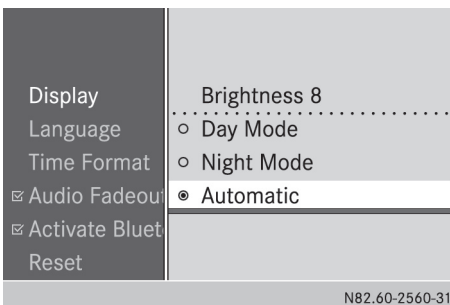 Display
Language
Time Format
Audio Fadeout
Activate
Reset
Brightness 8
Day Mode
Night Mode
Automatic
N82.60-2560-31